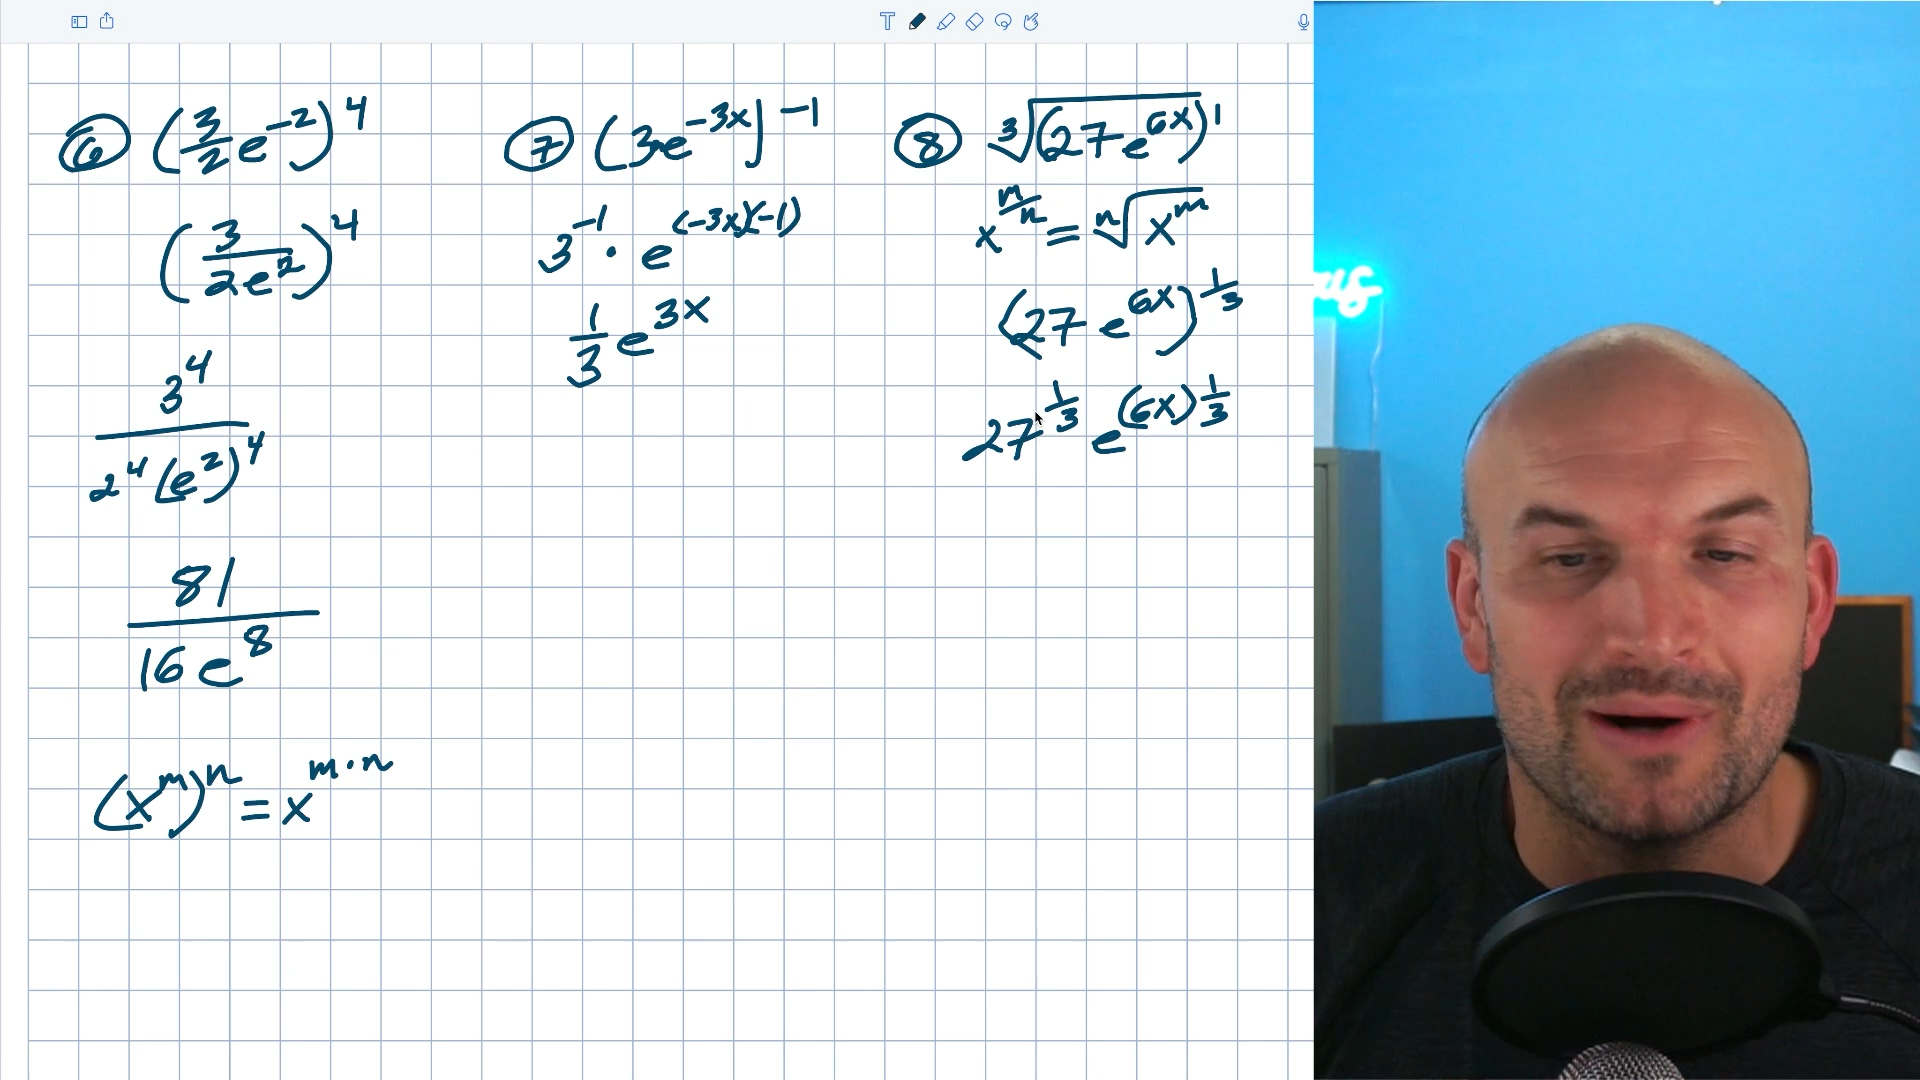 ⑥ (3/2 e^-2)^4
(3/2e^2)^4
3^4/2^4(e^2)^4
81/16e^8
(x^m)^n = x^m·n
⑦ (3e^-3x]^-1
3^-1 · e^(-3x)(-1)
1/3 e^3x
⑧ ∛(27e^6x)^1
x^m/n = ⁿ√x^m
(27 e^6x)^1/3
27^1/3 e^(6x)1/3